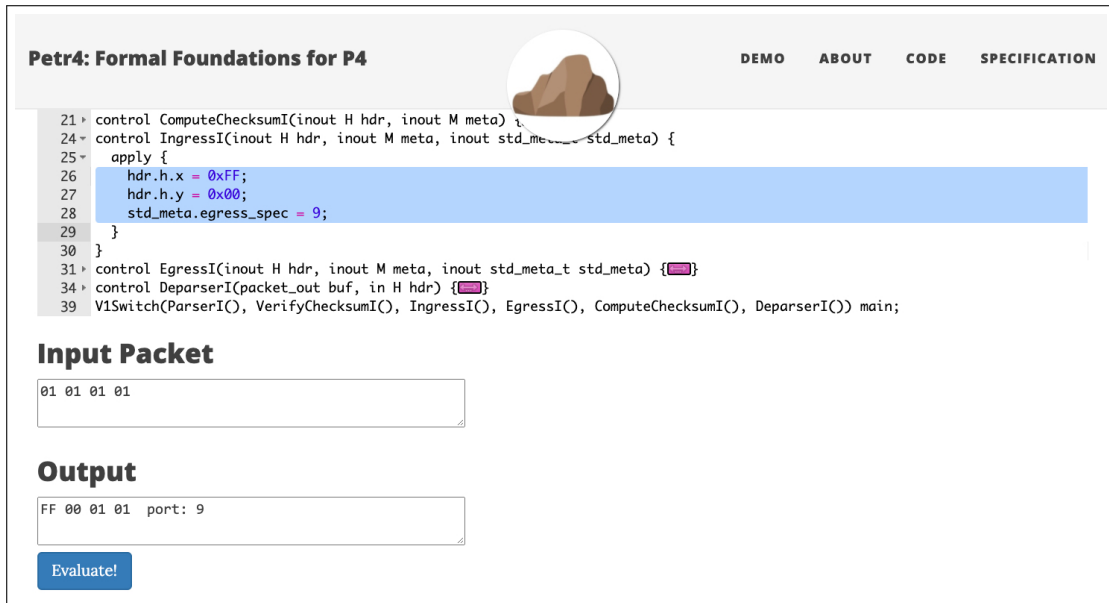 Petr4: Formal Foundations for P4
DEMO ABOUT CODE SPECIFICATION
21 control ComputeChecksumI(inout H hdr, inout M meta) {
24 control IngressI(inout H hdr, inout M meta, inout std_meta_t std_meta) {
25 apply {
26 hdr.h.x = 0xFF;
27 hdr.h.y = 0x00;
28 std_meta.egress_spec = 9;
29 }
30 }
31 control EgressI(inout H hdr, inout M meta, inout std_meta_t std_meta) {}
34 control DeparserI(packet_out buf, in H hdr) {}
39 V1Switch(ParserI(), VerifyChecksumI(), IngressI(), EgressI(), ComputeChecksumI(), DeparserI()) main;
Input Packet
01 01 01 01
Output
FF 00 01 01 port: 9
Evaluate!